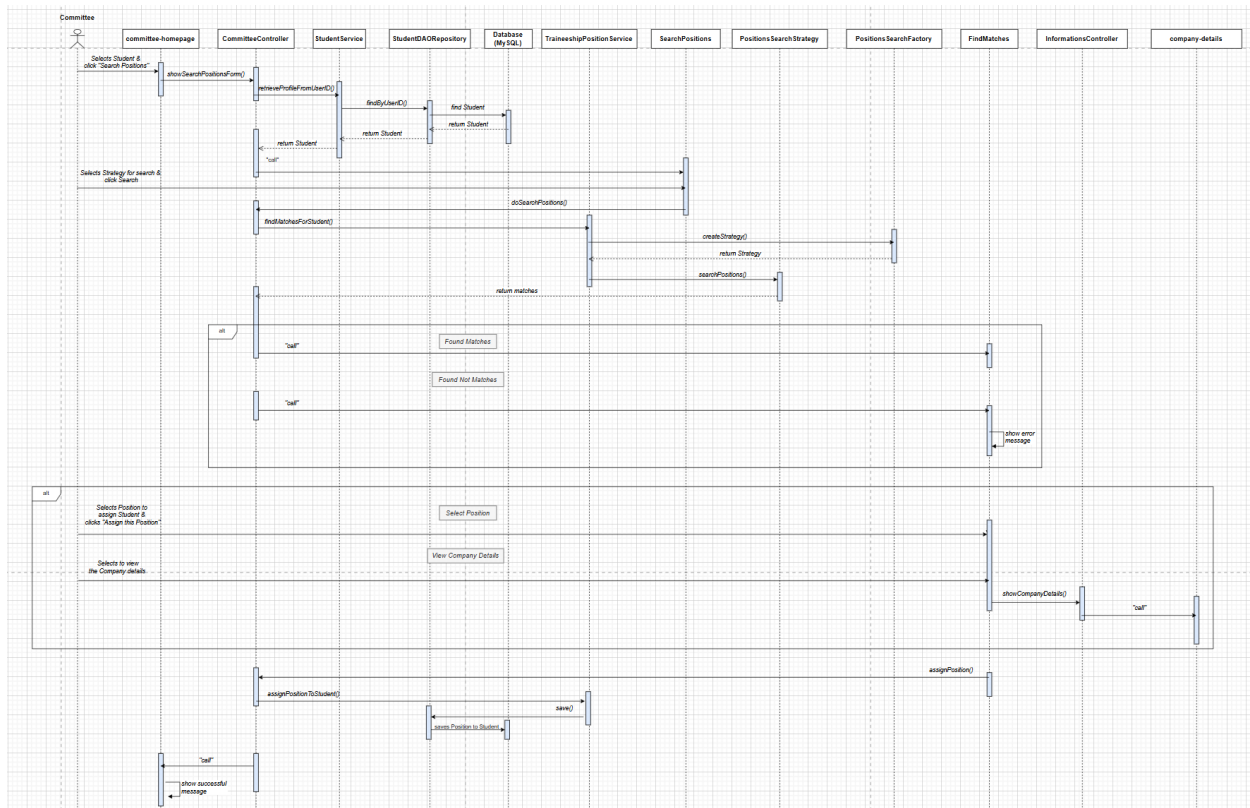 Committee
committee-homepage
CommitteeController
StudentService
StudentDAORepository
Database
(MySQL)
TraineeshipPositionService
SearchPositions
PositionsSearchStrategy
PositionsSearchFactory
FindMatches
InformationsController
company-details
Selects Student &
click "Search Positions"
showSearchPositionsForm()
retrieveProfileFromUserID()
findByUserID()
find Student
return Student
return Student
return Student
"call"
Selects Strategy for search &
click Search
doSearchPositions()
findMatchesForStudent()
createStrategy()
return Strategy
searchPositions()
return matches
alt
Found Matches
"call"
Found Not Matches
"call"
show error
message
alt
Selects Position to
assign Student &
clicks "Assign this Position"
Select Position
View Company Details
Selects to view
the Company details
showCompanyDetails()
"call"
assignPosition()
assignPositionToStudent()
save()
saves Position to Student
"call"
show successful
message